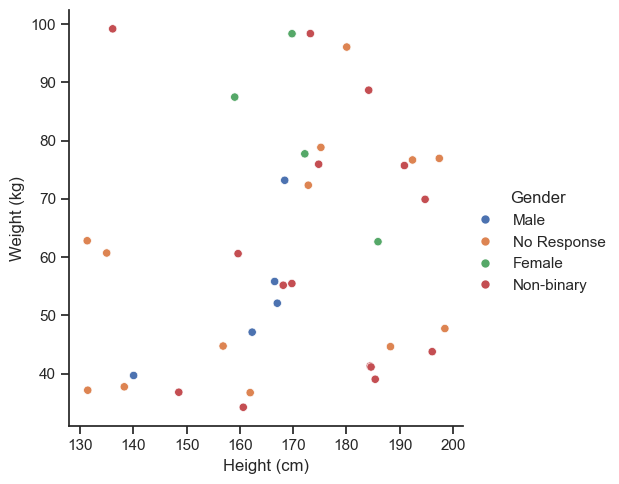 100
90
80
70
60
50
40
Weight (kg)
130 140 150 160 170 180 190 200
Height (cm)
Gender
Male
No Response
Female
Non-binary